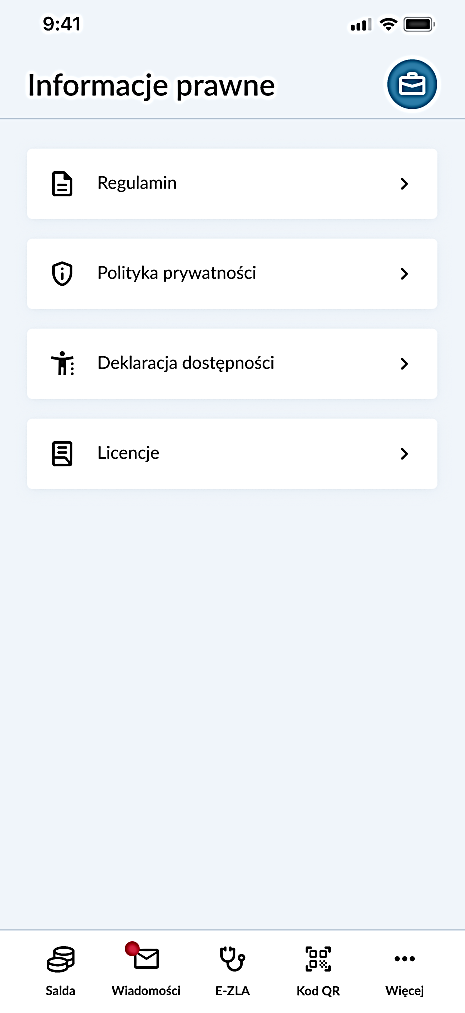 9:41
Informacje prawne
Regulamin
Polityka prywatności
Deklaracja dostępności
Licencje
Salda
Wiadomości
E-ZLA
Kod QR
Więcej